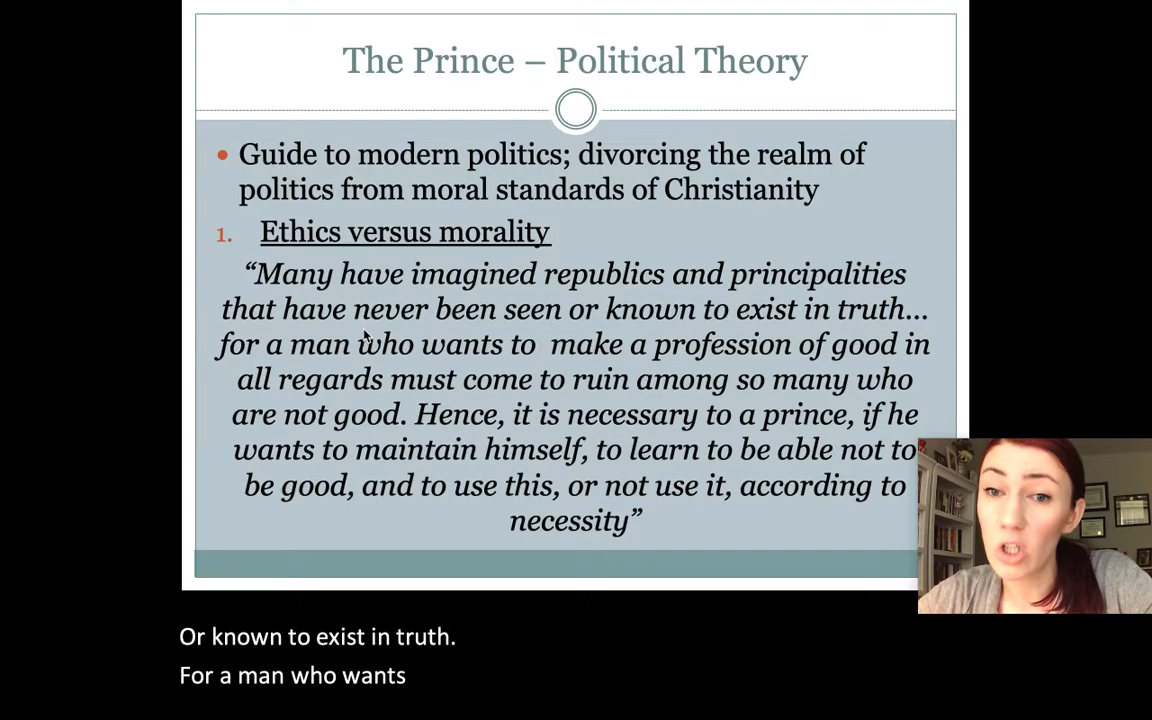 The Prince – Political Theory
• Guide to modern politics; divorcing the realm of
politics from moral standards of Christianity
1. Ethics versus morality
“Many have imagined republics and principalities
that have never been seen or known to exist in truth...
for a man who wants to make a profession of good in
all regards must come to ruin among so many who
are not good. Hence, it is necessary to a prince, if he
wants to maintain himself, to learn to be able not to
be good, and to use this, or not use it, according to
necessity”
Or known to exist in truth.
For a man who wants